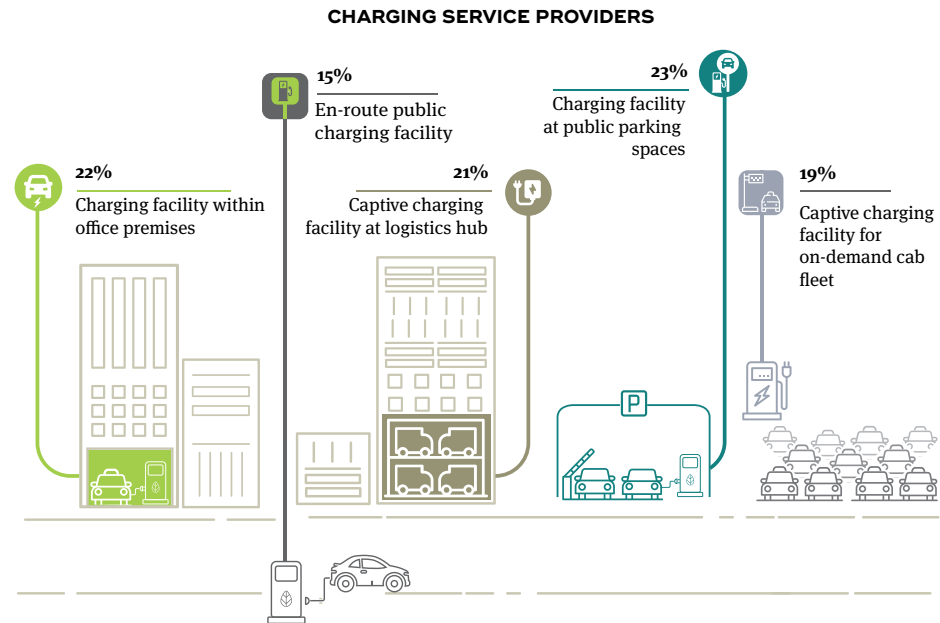 CHARGING SERVICE PROVIDERS
15%
En-route public
charging facility
23%
Charging facility
at public parking
spaces
22%
Charging facility within
office premises
21%
Captive charging
facility at logistics hub
19%
Captive charging
facility for
on-demand cab
fleet
P